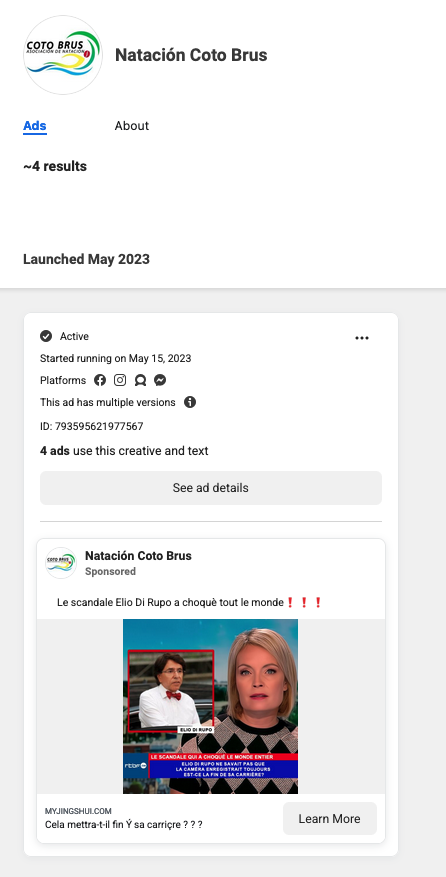 COTO BRUS
ASOCIACIÓN DE NATACIÓN
Natación Coto Brus
Ads About
~4 results
Launched May 2023
Active
Started running on May 15, 2023
Platforms
This ad has multiple versions
ID: 793595621977567
4 ads use this creative and text
See ad details
COTO BRUS
Natación Coto Brus
Sponsored
Le scandale Elio Di Rupo a choquè tout le monde❗❗❗
ELIO DI RUPO
LE SCANDALE QUI A CHOQUÉ LE MONDE ENTIER
ELIO DI RUPO NE SAVAIT PAS QUE
LA CAMÉRA ENREGISTRAIT TOUJOURS
EST-CE LA FIN DE SA CARRIÈRE?
MYJINGSHUI.COM
Cela mettra-t-il fin Ý sa carriçre ? ? ?
Learn More